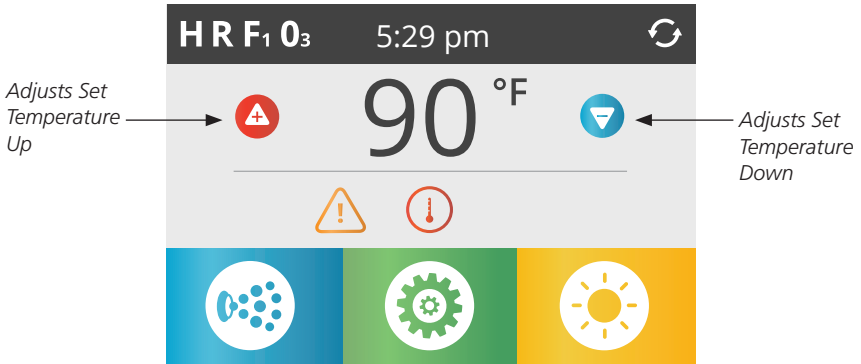 H R F1 03 5:29 pm
Adjusts Set
Temperature
Up
90 °F
Adjusts Set
Temperature
Down